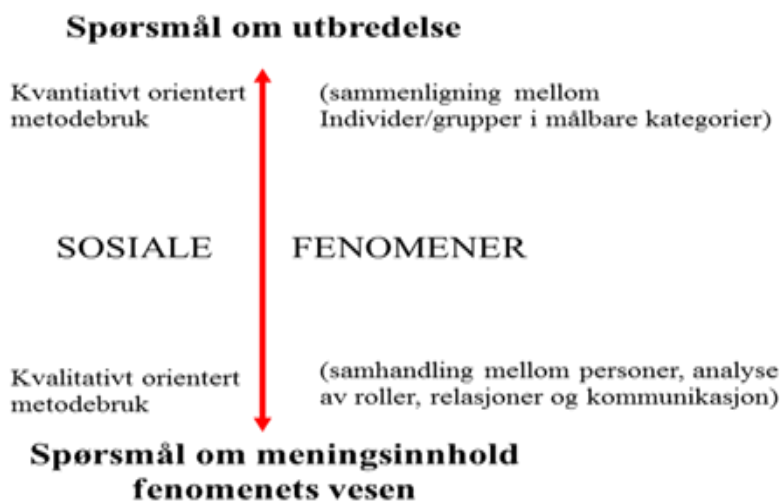 Spørsmål om utbredelse
Kvantiativt orientert
metodebruk
(sammenligning mellom
Individer/grupper i målbare kategorier)
SOSIALE FENOMENER
Kvalitativt orientert
metodebruk
(samhandling mellom personer, analyse
av roller, relasjoner og kommunikasjon)
Spørsmål om meningsinnhold
fenomenets vesen